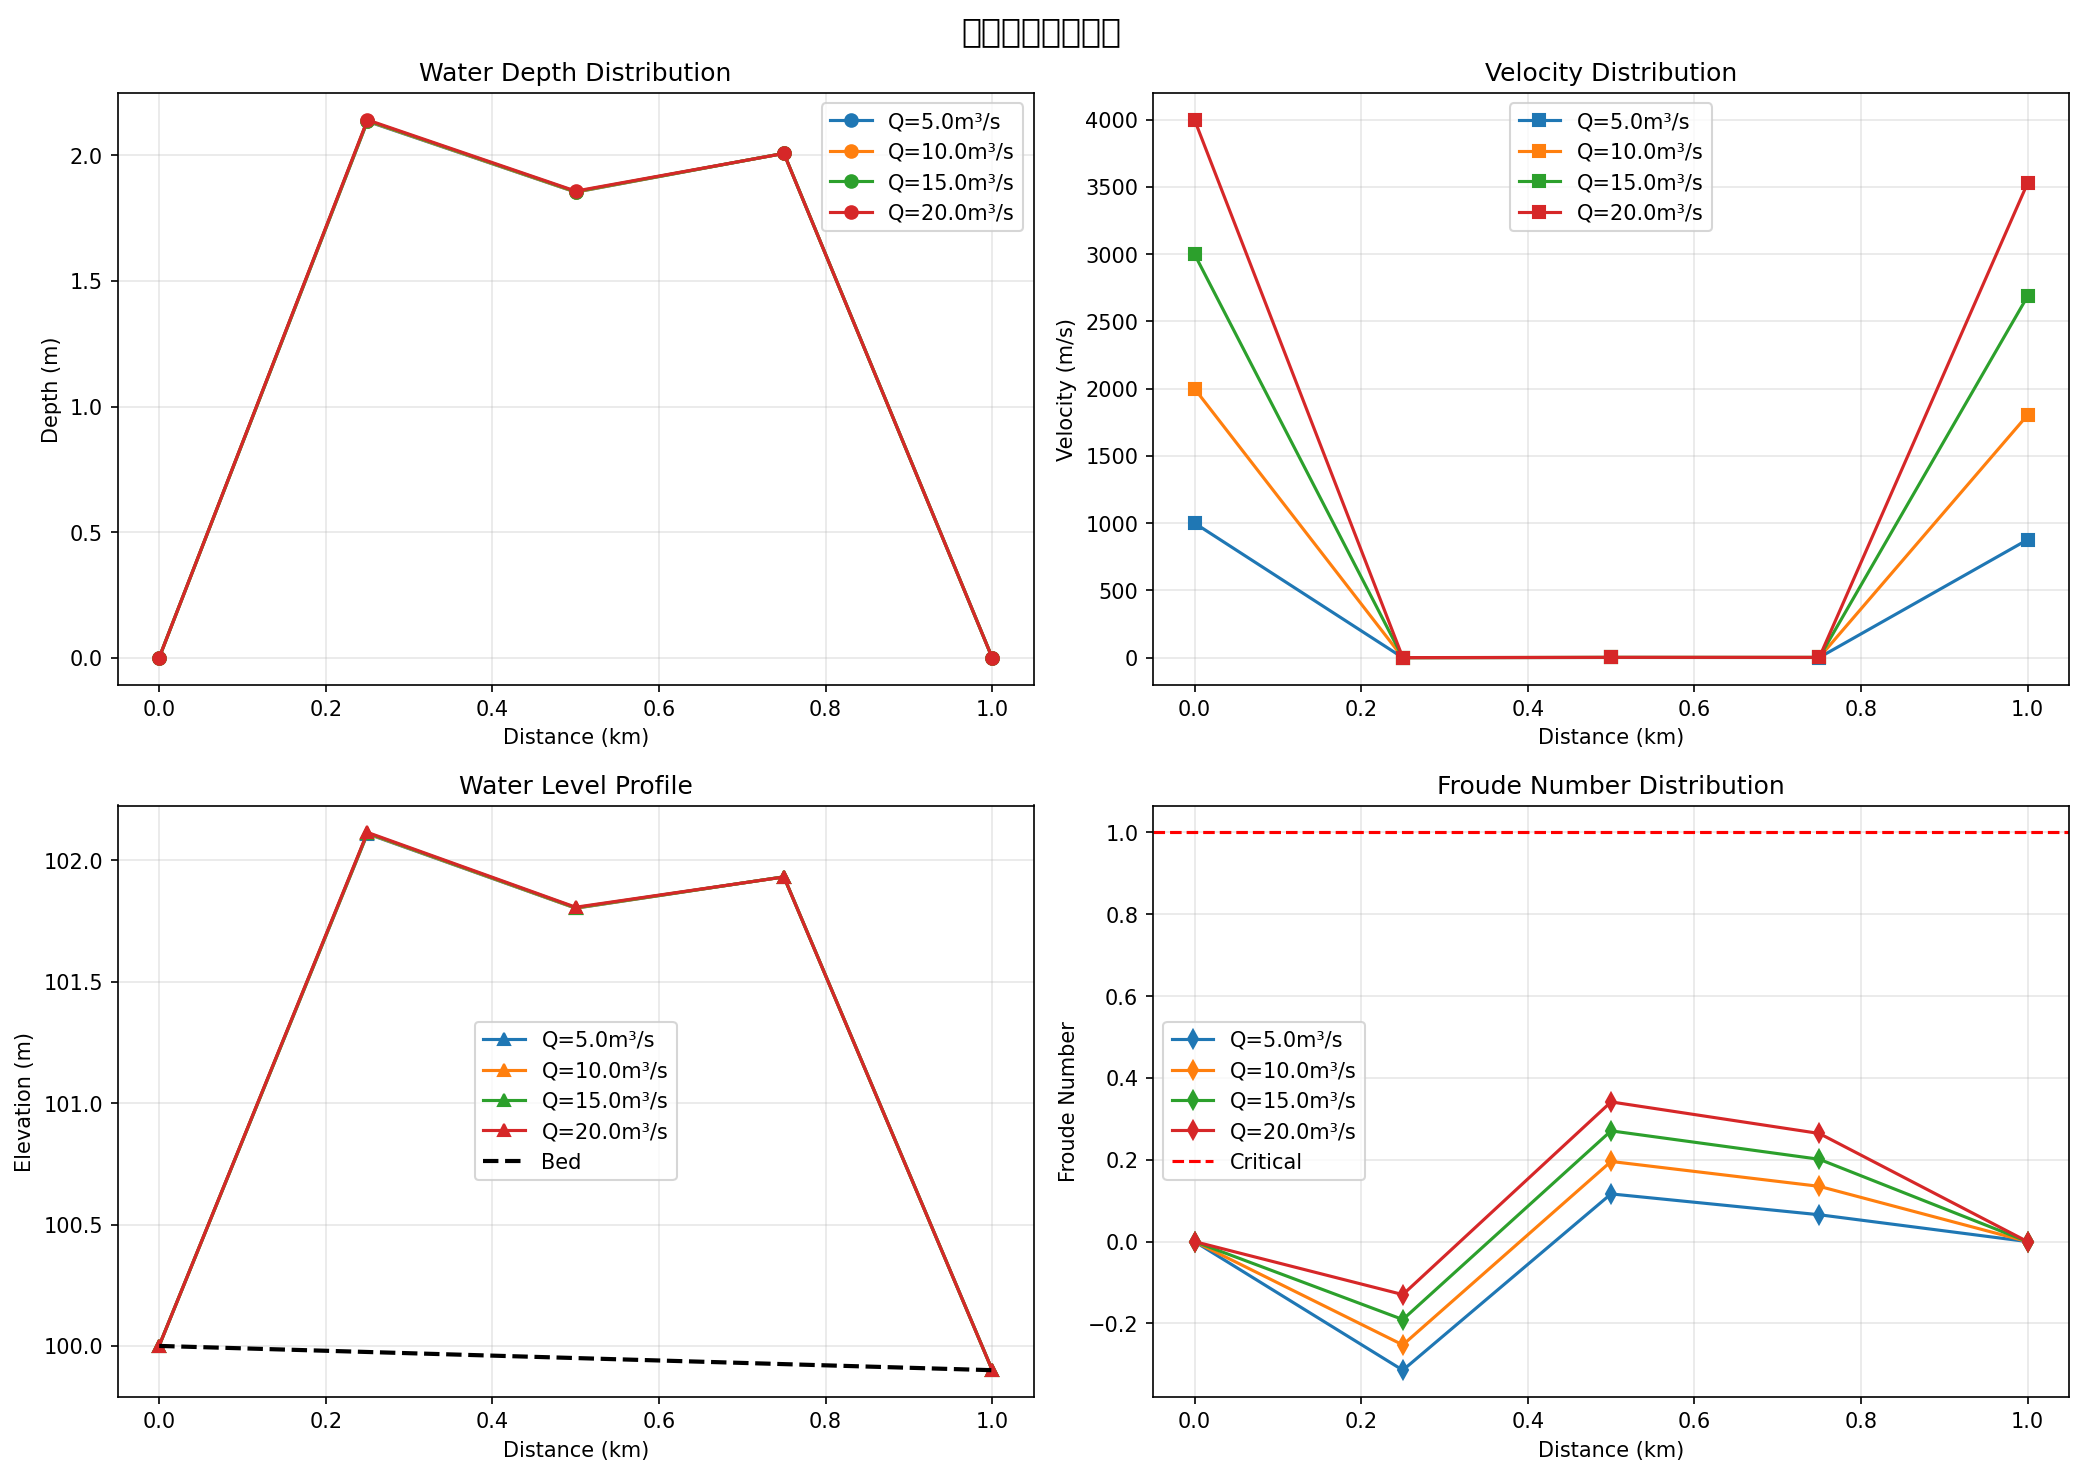 Water Depth Distribution
2.0
1.5
1.0
0.5
0.0
Depth (m)
0.0 0.2 0.4 0.6 0.8 1.0
Distance (km)
Q=5.0m³/s
Q=10.0m³/s
Q=15.0m³/s
Q=20.0m³/s
Velocity Distribution
4000
3500
3000
2500
2000
1500
1000
500
0
Velocity (m/s)
0.0 0.2 0.4 0.6 0.8 1.0
Distance (km)
Q=5.0m³/s
Q=10.0m³/s
Q=15.0m³/s
Q=20.0m³/s
Water Level Profile
102.0
101.5
101.0
100.5
100.0
Elevation (m)
0.0 0.2 0.4 0.6 0.8 1.0
Distance (km)
Q=5.0m³/s
Q=10.0m³/s
Q=15.0m³/s
Q=20.0m³/s
Bed
Froude Number Distribution
1.0
0.8
0.6
0.4
0.2
0.0
−0.2
Froude Number
0.0 0.2 0.4 0.6 0.8 1.0
Distance (km)
Q=5.0m³/s
Q=10.0m³/s
Q=15.0m³/s
Q=20.0m³/s
Critical